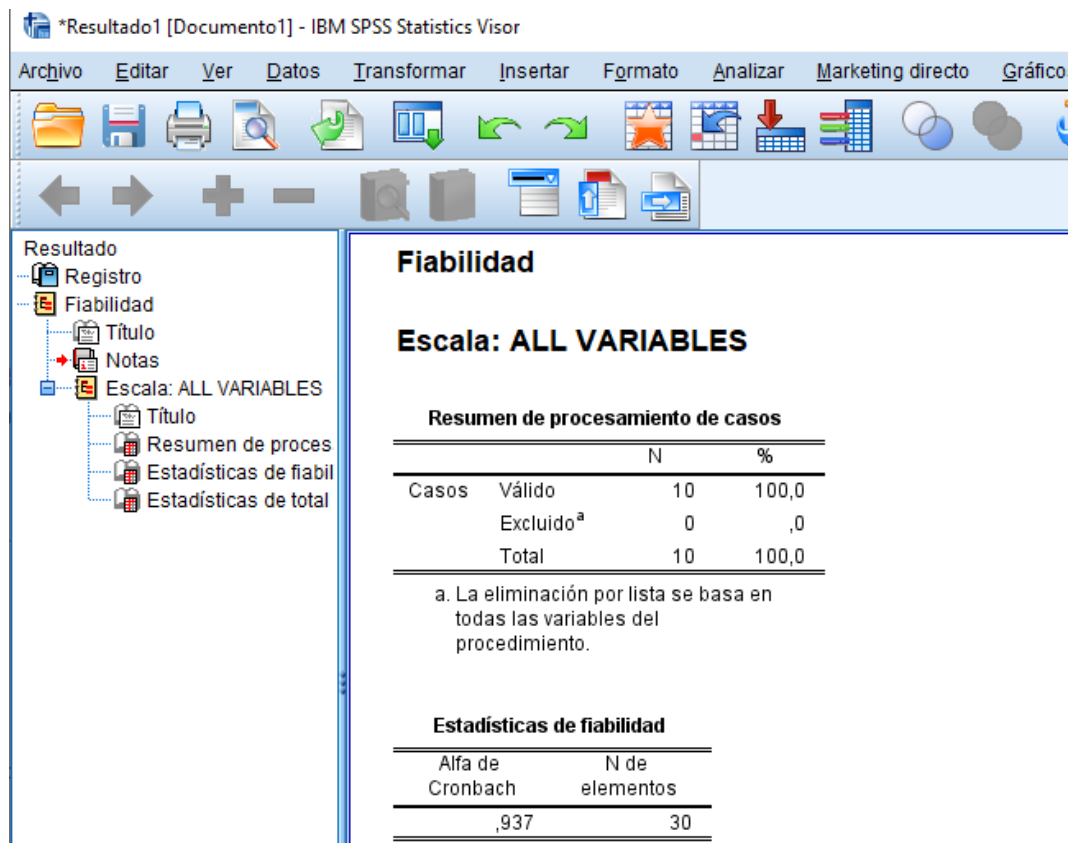 *Resultado1 [Documento1] - IBM SPSS Statistics Visor
Archivo Editar Ver Datos Transformar Insertar Formato Analizar Marketing directo Gráficos
Resultado
Registro
Fiabilidad
Título
Notas
Escala: ALL VARIABLES
Título
Resumen de proces
Estadísticas de fiabil
Estadísticas de total
Fiabilidad
Escala: ALL VARIABLES
Resumen de procesamiento de casos
N %
Casos Válido 10 100,0
Excluidoª 0 ,0
Total 10 100,0
a. La eliminación por lista se basa en
todas las variables del
procedimiento.
Estadísticas de fiabilidad
Alfa de N de
Cronbach elementos
,937 30